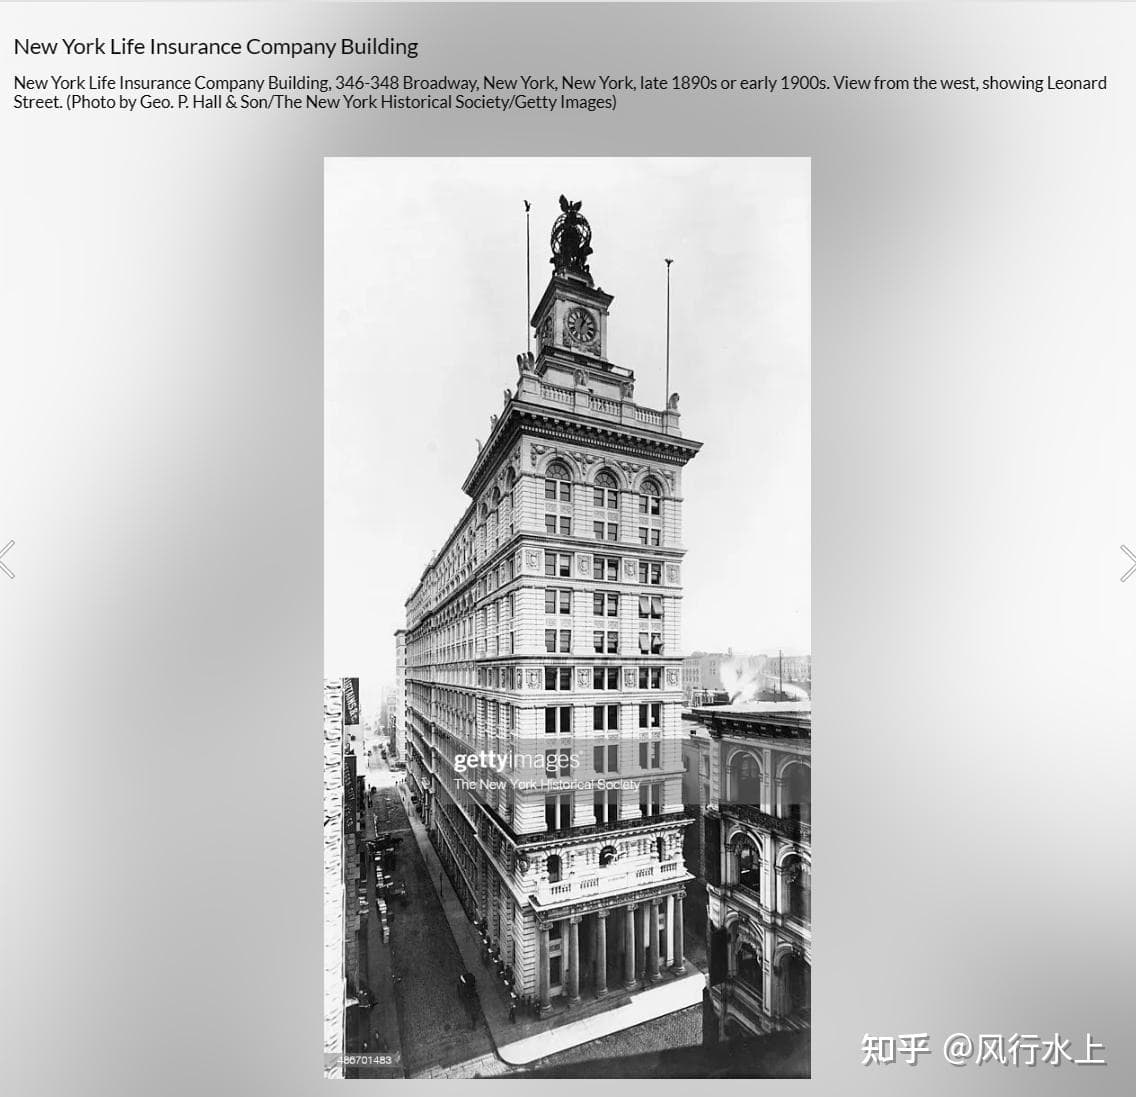 New York Life Insurance Company Building
New York Life Insurance Company Building, 346-348 Broadway, New York, New York, late 1890s or early 1900s. View from the west, showing Leonard
Street. (Photo by Geo. P. Hall & Son/The New York Historical Society/Getty Images)
gettyimages®
The New York Historical Society
486701483
知乎 @风行水上